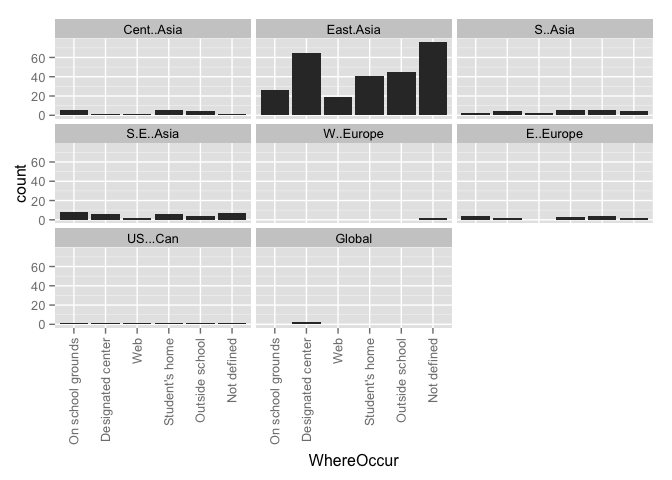 Cent..Asia East.Asia S..Asia
60
40
20
0
S.E..Asia W..Europe E..Europe
60
40
20
0
US...Can Global
60
40
20
0
count
On school grounds
Designated center
Web
Student's home
Outside school
Not defined
On school grounds
Designated center
Web
Student's home
Outside school
Not defined
WhereOccur